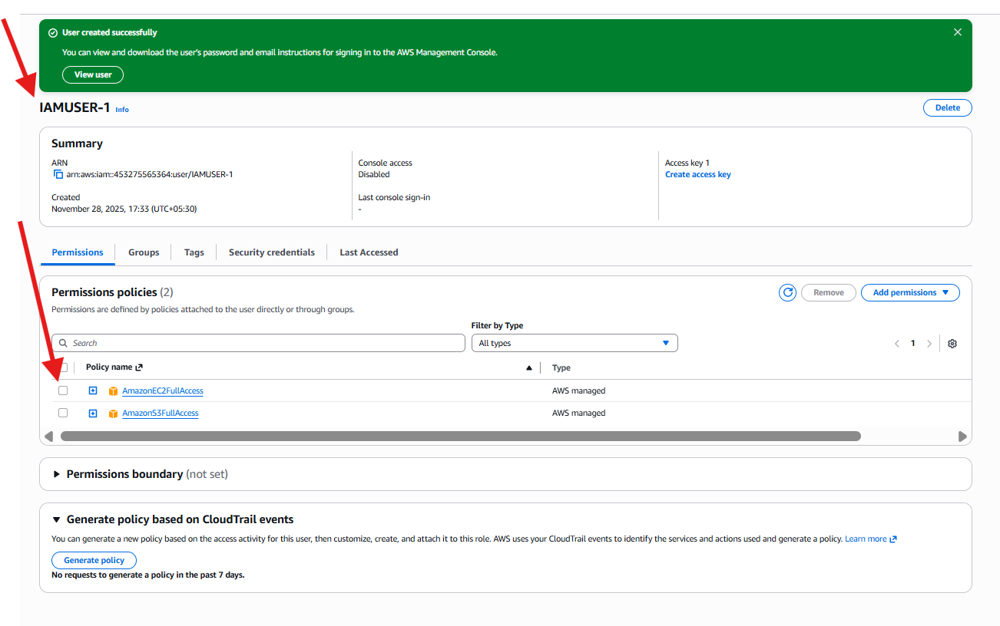 User created successfully
You can view and download the user's password and email instructions for signing in to the AWS Management Console.
View user
IAMUSER-1 Info
Delete
Summary
ARN
arn:aws:iam::453275565364:user/IAMUSER-1
Created
November 28, 2025, 17:33 (UTC+05:30)
Console access
Disabled
Last console sign-in
-
Access key 1
Create access key
Permissions Groups Tags Security credentials Last Accessed
Permissions policies (2)
Remove Add permissions
Permissions are defined by policies attached to the user directly or through groups.
Filter by Type
Search All types 1
Policy name Type
AmazonEC2FullAccess AWS managed
AmazonS3FullAccess AWS managed
Permissions boundary (not set)
Generate policy based on CloudTrail events
You can generate a new policy based on the access activity for this user, then customize, create, and attach it to this role. AWS uses your CloudTrail events to identify the services and actions used and generate a policy. Learn more
Generate policy
No requests to generate a policy in the past 7 days.